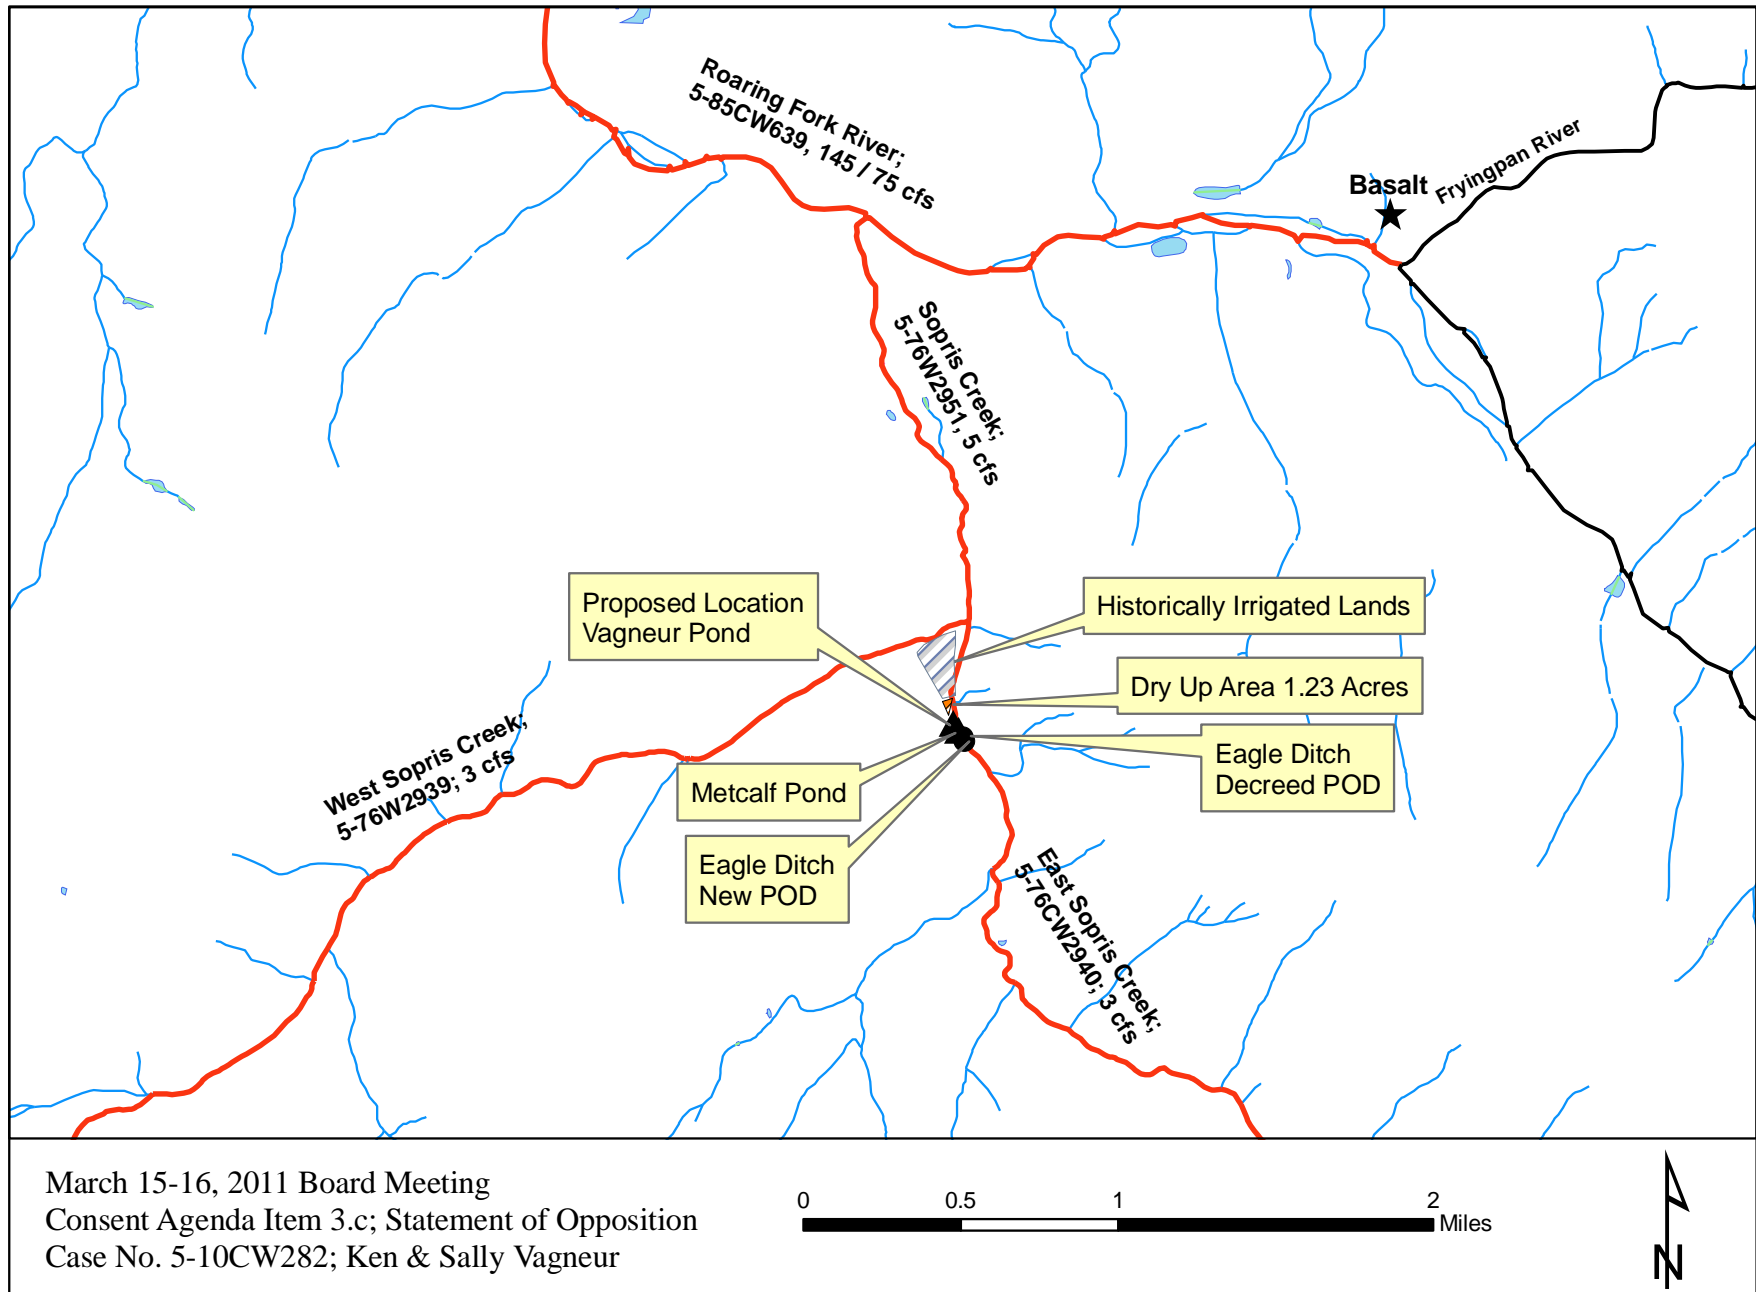 Roaring Fork River;
5-85CW639, 145 / 75 cfs
Basalt
Fryingpan River
Sopris Creek;
5-76W2951, 5 cfs
Proposed Location
Vagneur Pond
Historically Irrigated Lands
Dry Up Area 1.23 Acres
Eagle Ditch
Decreed POD
West Sopris Creek;
5-76W2939; 3 cfs
Metcalf Pond
Eagle Ditch
New POD
East Sopris Creek;
5-76CW2940; 3 cfs
March 15-16, 2011 Board Meeting
Consent Agenda Item 3.c; Statement of Opposition
Case No. 5-10CW282; Ken & Sally Vagneur
0 0.5 1 2
Miles
N